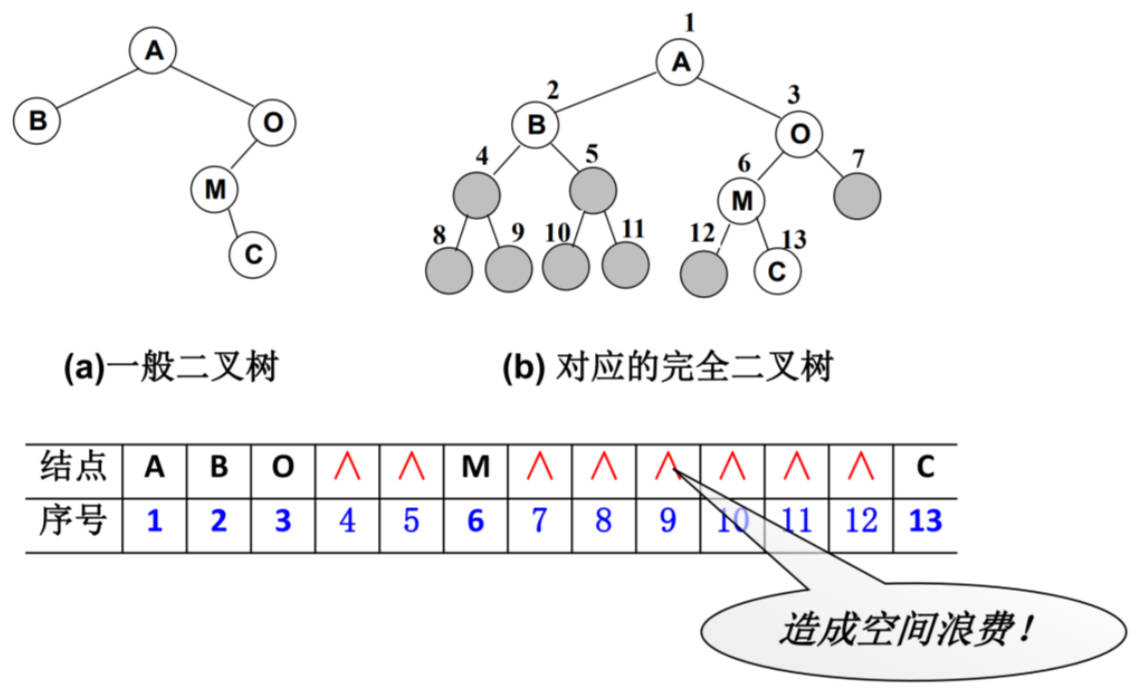 A
B
O
M
C
1
A
2
3
B
O
4
5
6
7
M
8
9
10
11
12
13
C
(a)一般二叉树
(b) 对应的完全二叉树
结点 A B O ∧ ∧ M ∧ ∧ ∧ ∧ ∧ ∧ C
序号 1 2 3 4 5 6 7 8 9 10 11 12 13
造成空间浪费！